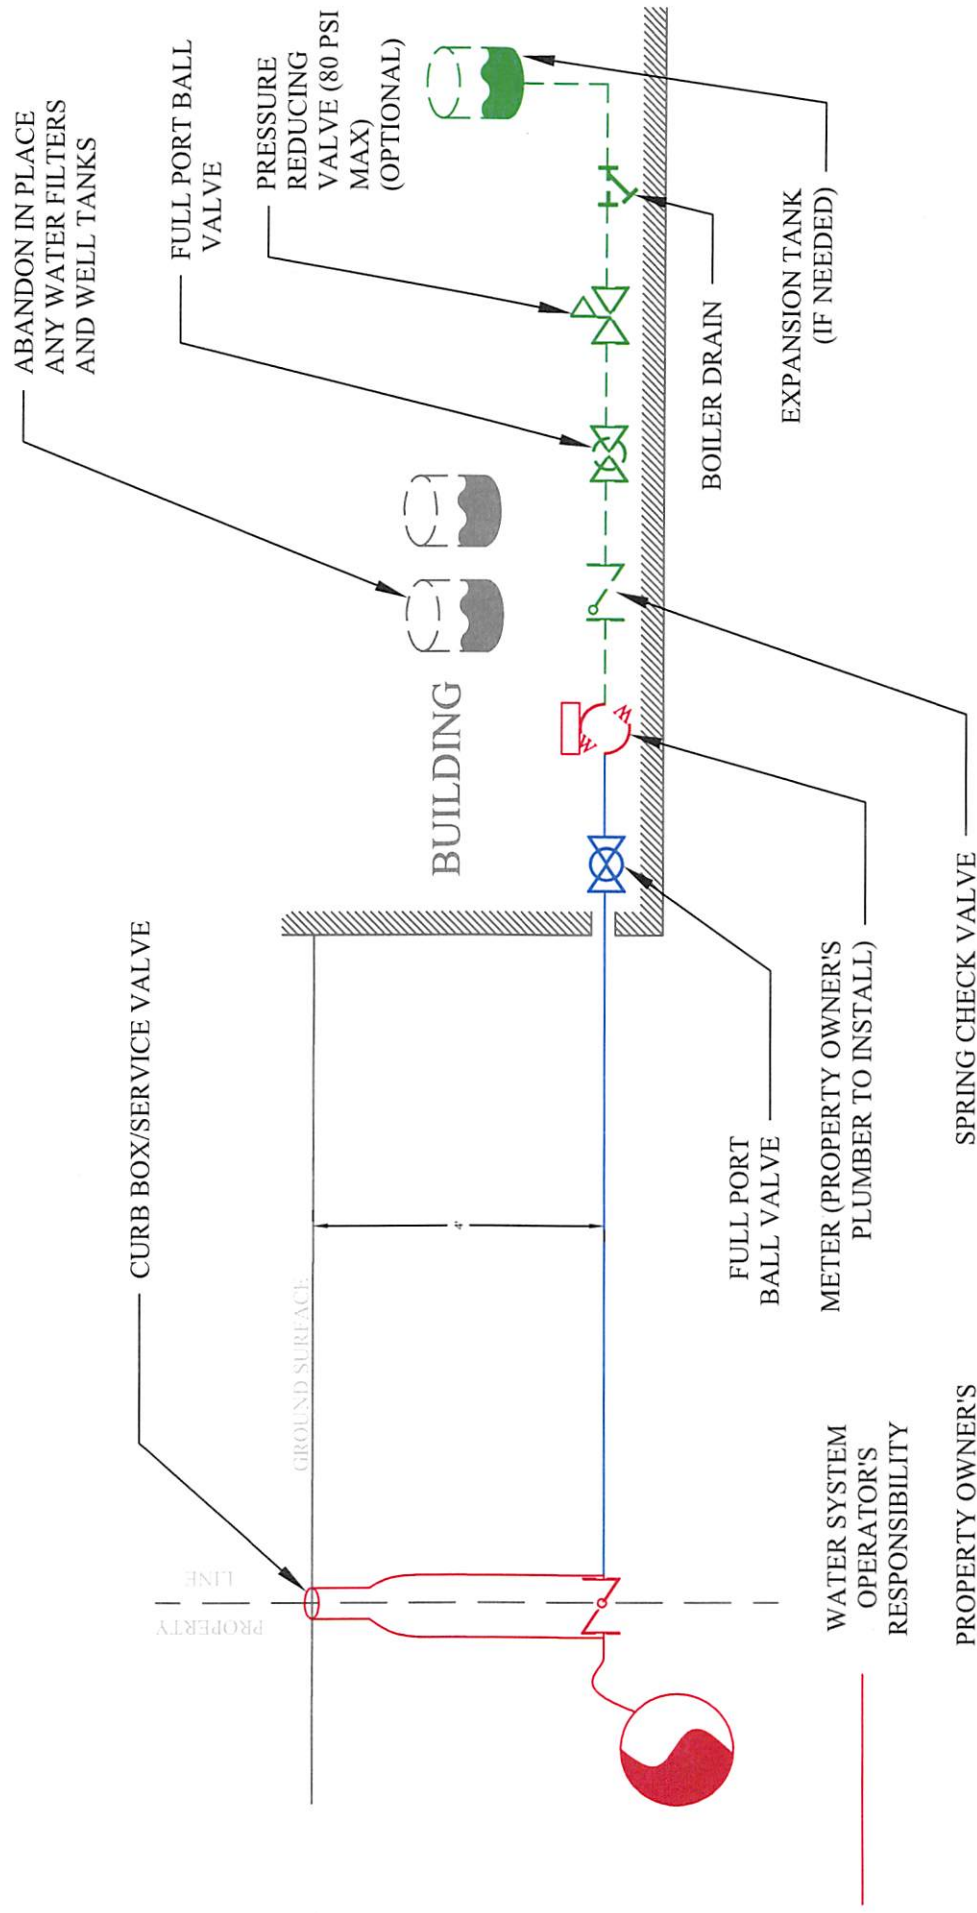 ABANDON IN PLACE
ANY WATER FILTERS
AND WELL TANKS
FULL PORT BALL
VALVE
PRESSURE
REDUCING
VALVE (80 PSI
MAX)
(OPTIONAL)
CURB BOX/SERVICE VALVE
BUILDING
PROPERTY
LINE
GROUND SURFACE
4'
BOILER DRAIN
EXPANSION TANK
(IF NEEDED)
FULL PORT
BALL VALVE
METER (PROPERTY OWNER'S
PLUMBER TO INSTALL)
SPRING CHECK VALVE
WATER SYSTEM
OPERATOR'S
RESPONSIBILITY
PROPERTY OWNER'S